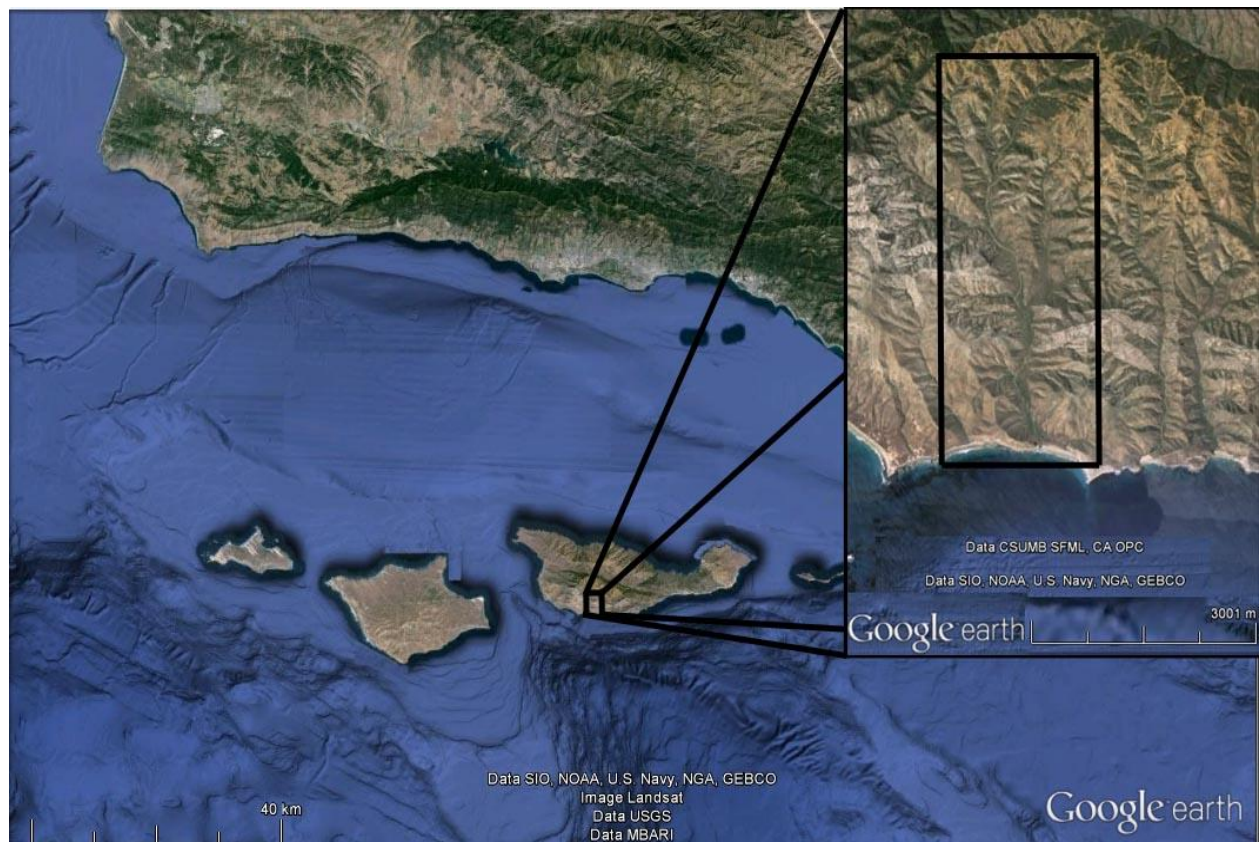 Data CSUMB SFML, CA OPC
Data SIO, NOAA, U.S. Navy, NGA, GEBCO
Google earth
3001 m
Data SIO, NOAA, U.S. Navy, NGA, GEBCO
Image Landsat
Data USGS
Data MBARI
40 km
Google earth